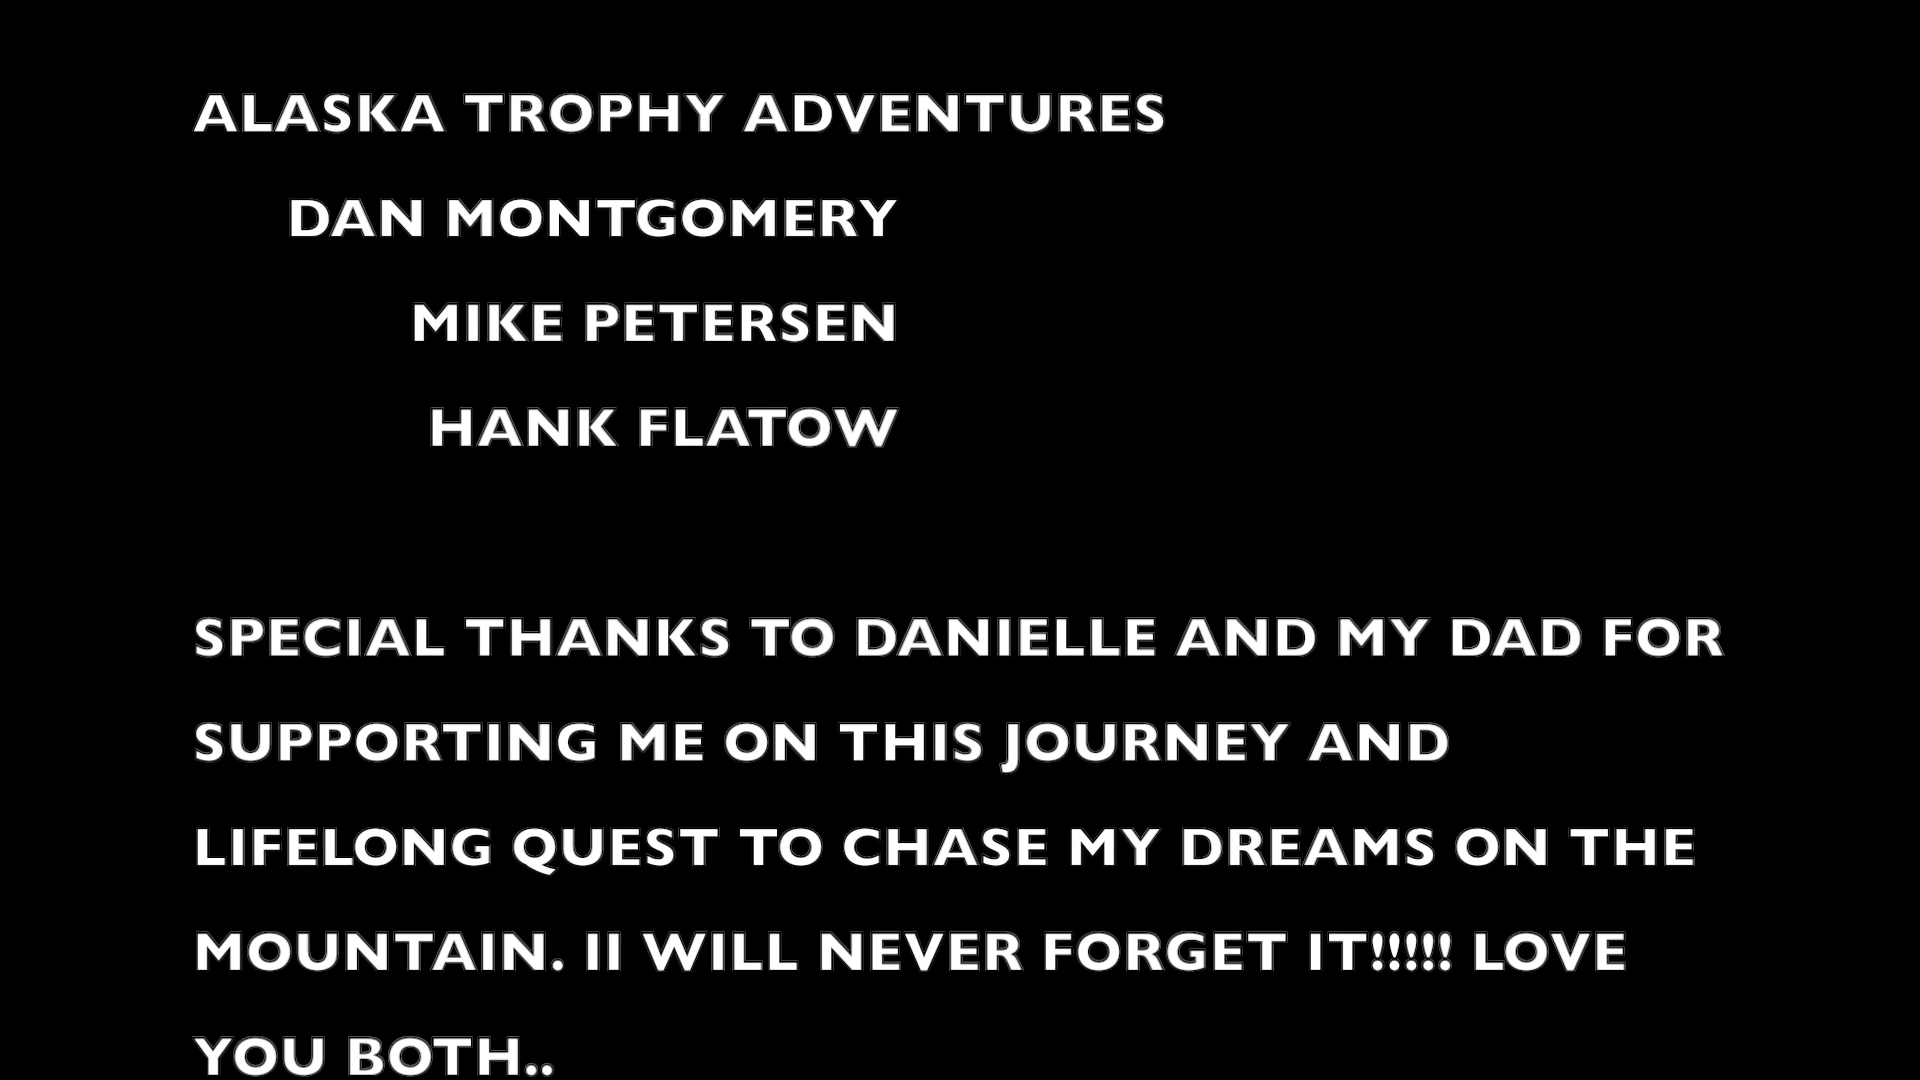 ALASKA TROPHY ADVENTURES
DAN MONTGOMERY
MIKE PETERSEN
HANK FLATOW
SPECIAL THANKS TO DANIELLE AND MY DAD FOR
SUPPORTING ME ON THIS JOURNEY AND
LIFELONG QUEST TO CHASE MY DREAMS ON THE
MOUNTAIN. II WILL NEVER FORGET IT!!!!! LOVE
YOU BOTH..